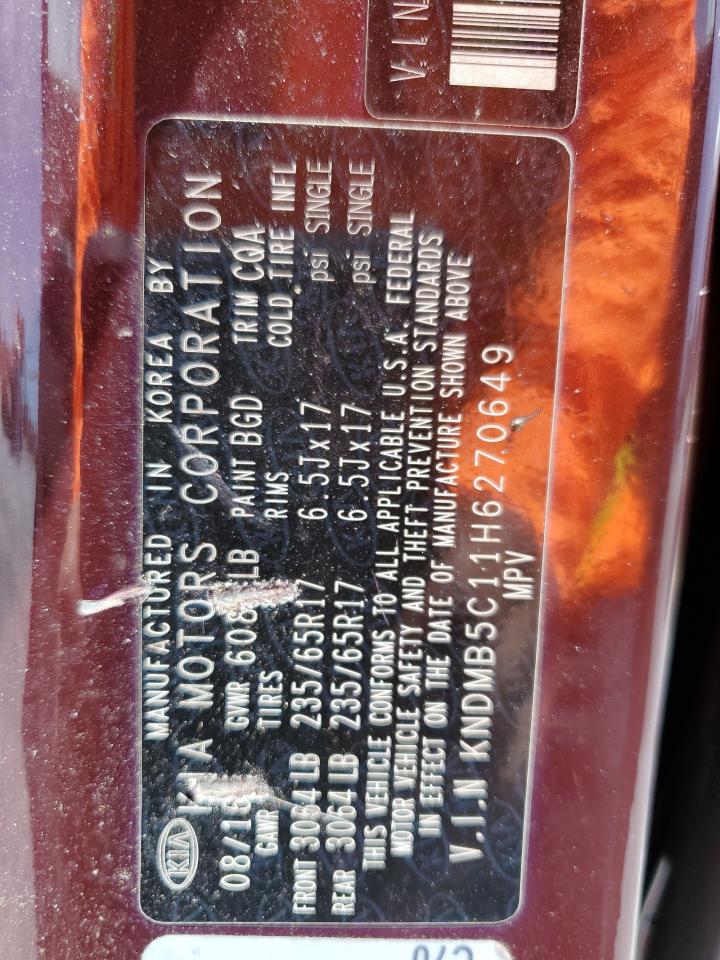 V.I.N
MANUFACTURED IN KOREA BY
KIA KIA MOTORS CORPORATION
GWR LB PAINT BGD TRIM CQA
GAWR TIRES RIMS COLD TIRE INFL
FRONT 3064 LB 235/65R17 6.5Jx17 psi SINGLE
REAR 3064 LB 235/65R17 6.5Jx17 psi SINGLE
THIS VEHICLE CONFORMS TO ALL APPLICABLE U.S.A. FEDERAL
MOTOR VEHICLE SAFETY AND THEFT PREVENTION STANDARDS
IN EFFECT ON THE DATE OF MANUFACTURE SHOWN ABOVE
V.I.N KNDMB5C11H6270649
MPV